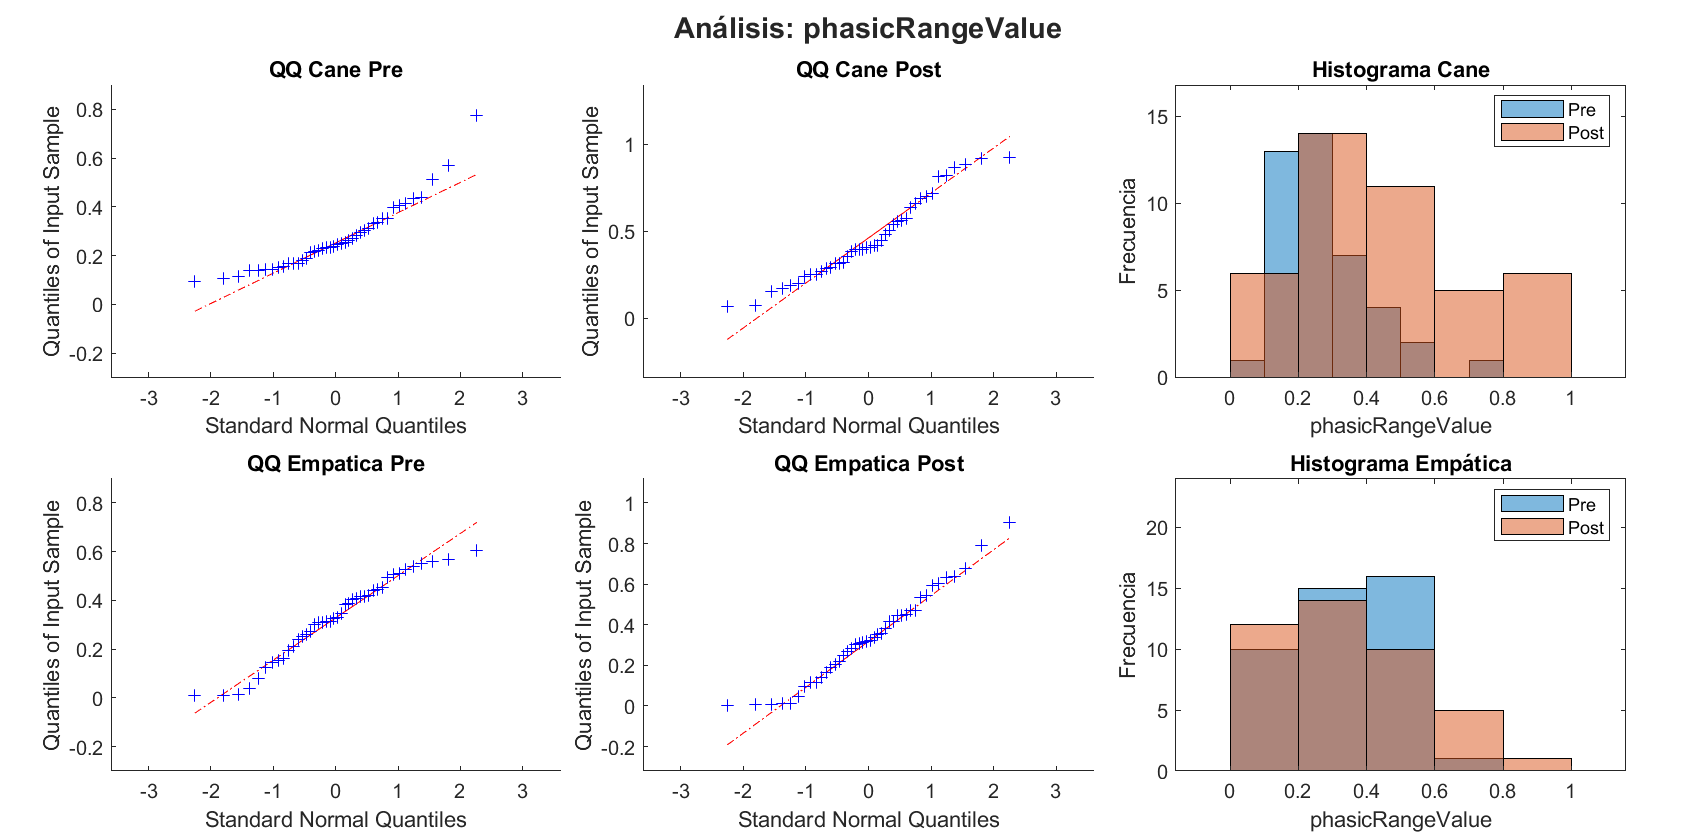 Análisis: phasicRangeValue
QQ Cane Pre
Quantiles of Input Sample
0.8
0.6
0.4
0.2
0
-0.2
-3 -2 -1 0 1 2 3
Standard Normal Quantiles
QQ Cane Post
Quantiles of Input Sample
1
0.5
0
-3 -2 -1 0 1 2 3
Standard Normal Quantiles
Histograma Cane
Pre
Post
Frecuencia
15
10
5
0
0 0.2 0.4 0.6 0.8 1
phasicRangeValue
QQ Empatica Pre
Quantiles of Input Sample
0.8
0.6
0.4
0.2
0
-0.2
-3 -2 -1 0 1 2 3
Standard Normal Quantiles
QQ Empatica Post
Quantiles of Input Sample
1
0.8
0.6
0.4
0.2
0
-0.2
-3 -2 -1 0 1 2 3
Standard Normal Quantiles
Histograma Empática
Pre
Post
Frecuencia
20
15
10
5
0
0 0.2 0.4 0.6 0.8 1
phasicRangeValue